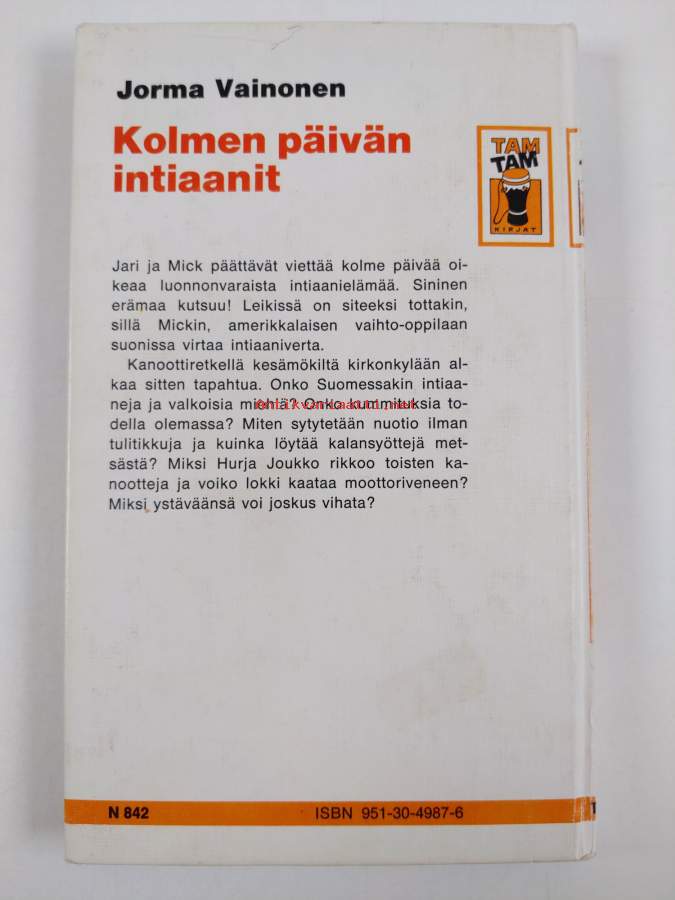 Jorma Vainonen
Kolmen päivän
intiaanit
TAM
TAM
KIRJAT
Jari ja Mick päättävät viettää kolme päivää oi-
keaa luonnonvaraista intiaanielämää. Sininen
erämaa kutsuu! Leikissä on siteeksi tottakin,
sillä Mickin, amerikkalaisen vaihto-oppilaan
suonissa virtaa intiaaniverta.
Kanoottiretkellä kesämökiltä kirkonkylään al-
kaa sitten tapahtua. Onko Suomessakin intiaa-
neja ja valkoisia miehiä? Onko kummituksia to-
della olemassa? Miten sytytetään nuotio ilman
tulitikkuja ja kuinka löytää kalansyöttejä met-
sästä? Miksi Hurja Joukko rikkoo toisten ka-
nootteja ja voiko lokki kaataa moottoriveneen?
Miksi ystäväänsä voi joskus vihata?
N 842
ISBN 951-30-4987-6